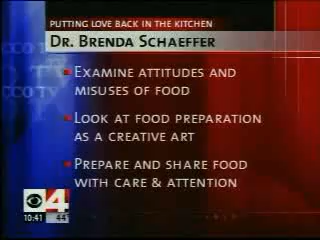 PUTTING LOVE BACK IN THE KITCHEN
DR. BRENDA SCHAEFFER
EXAMINE ATTITUDES AND
MISUSES OF FOOD
LOOK AT FOOD PREPARATION
AS A CREATIVE ART
PREPARE AND SHARE FOOD
WITH CARE & ATTENTION
4
10:41 44°